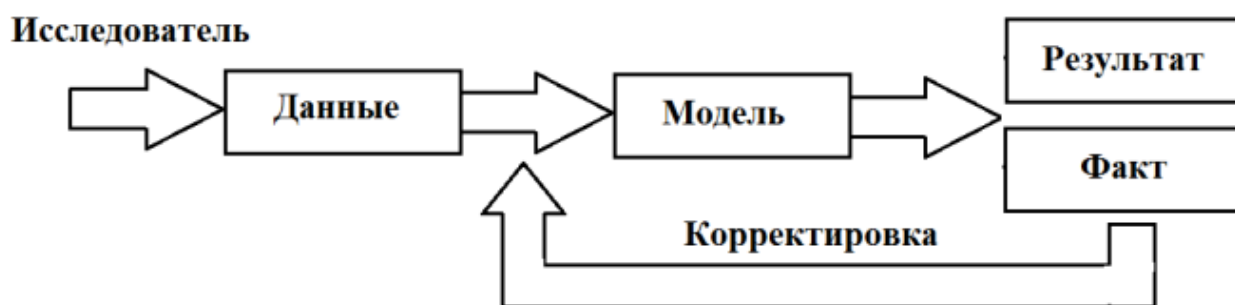 Исследователь
Данные
Модель
Результат
Факт
Корректировка